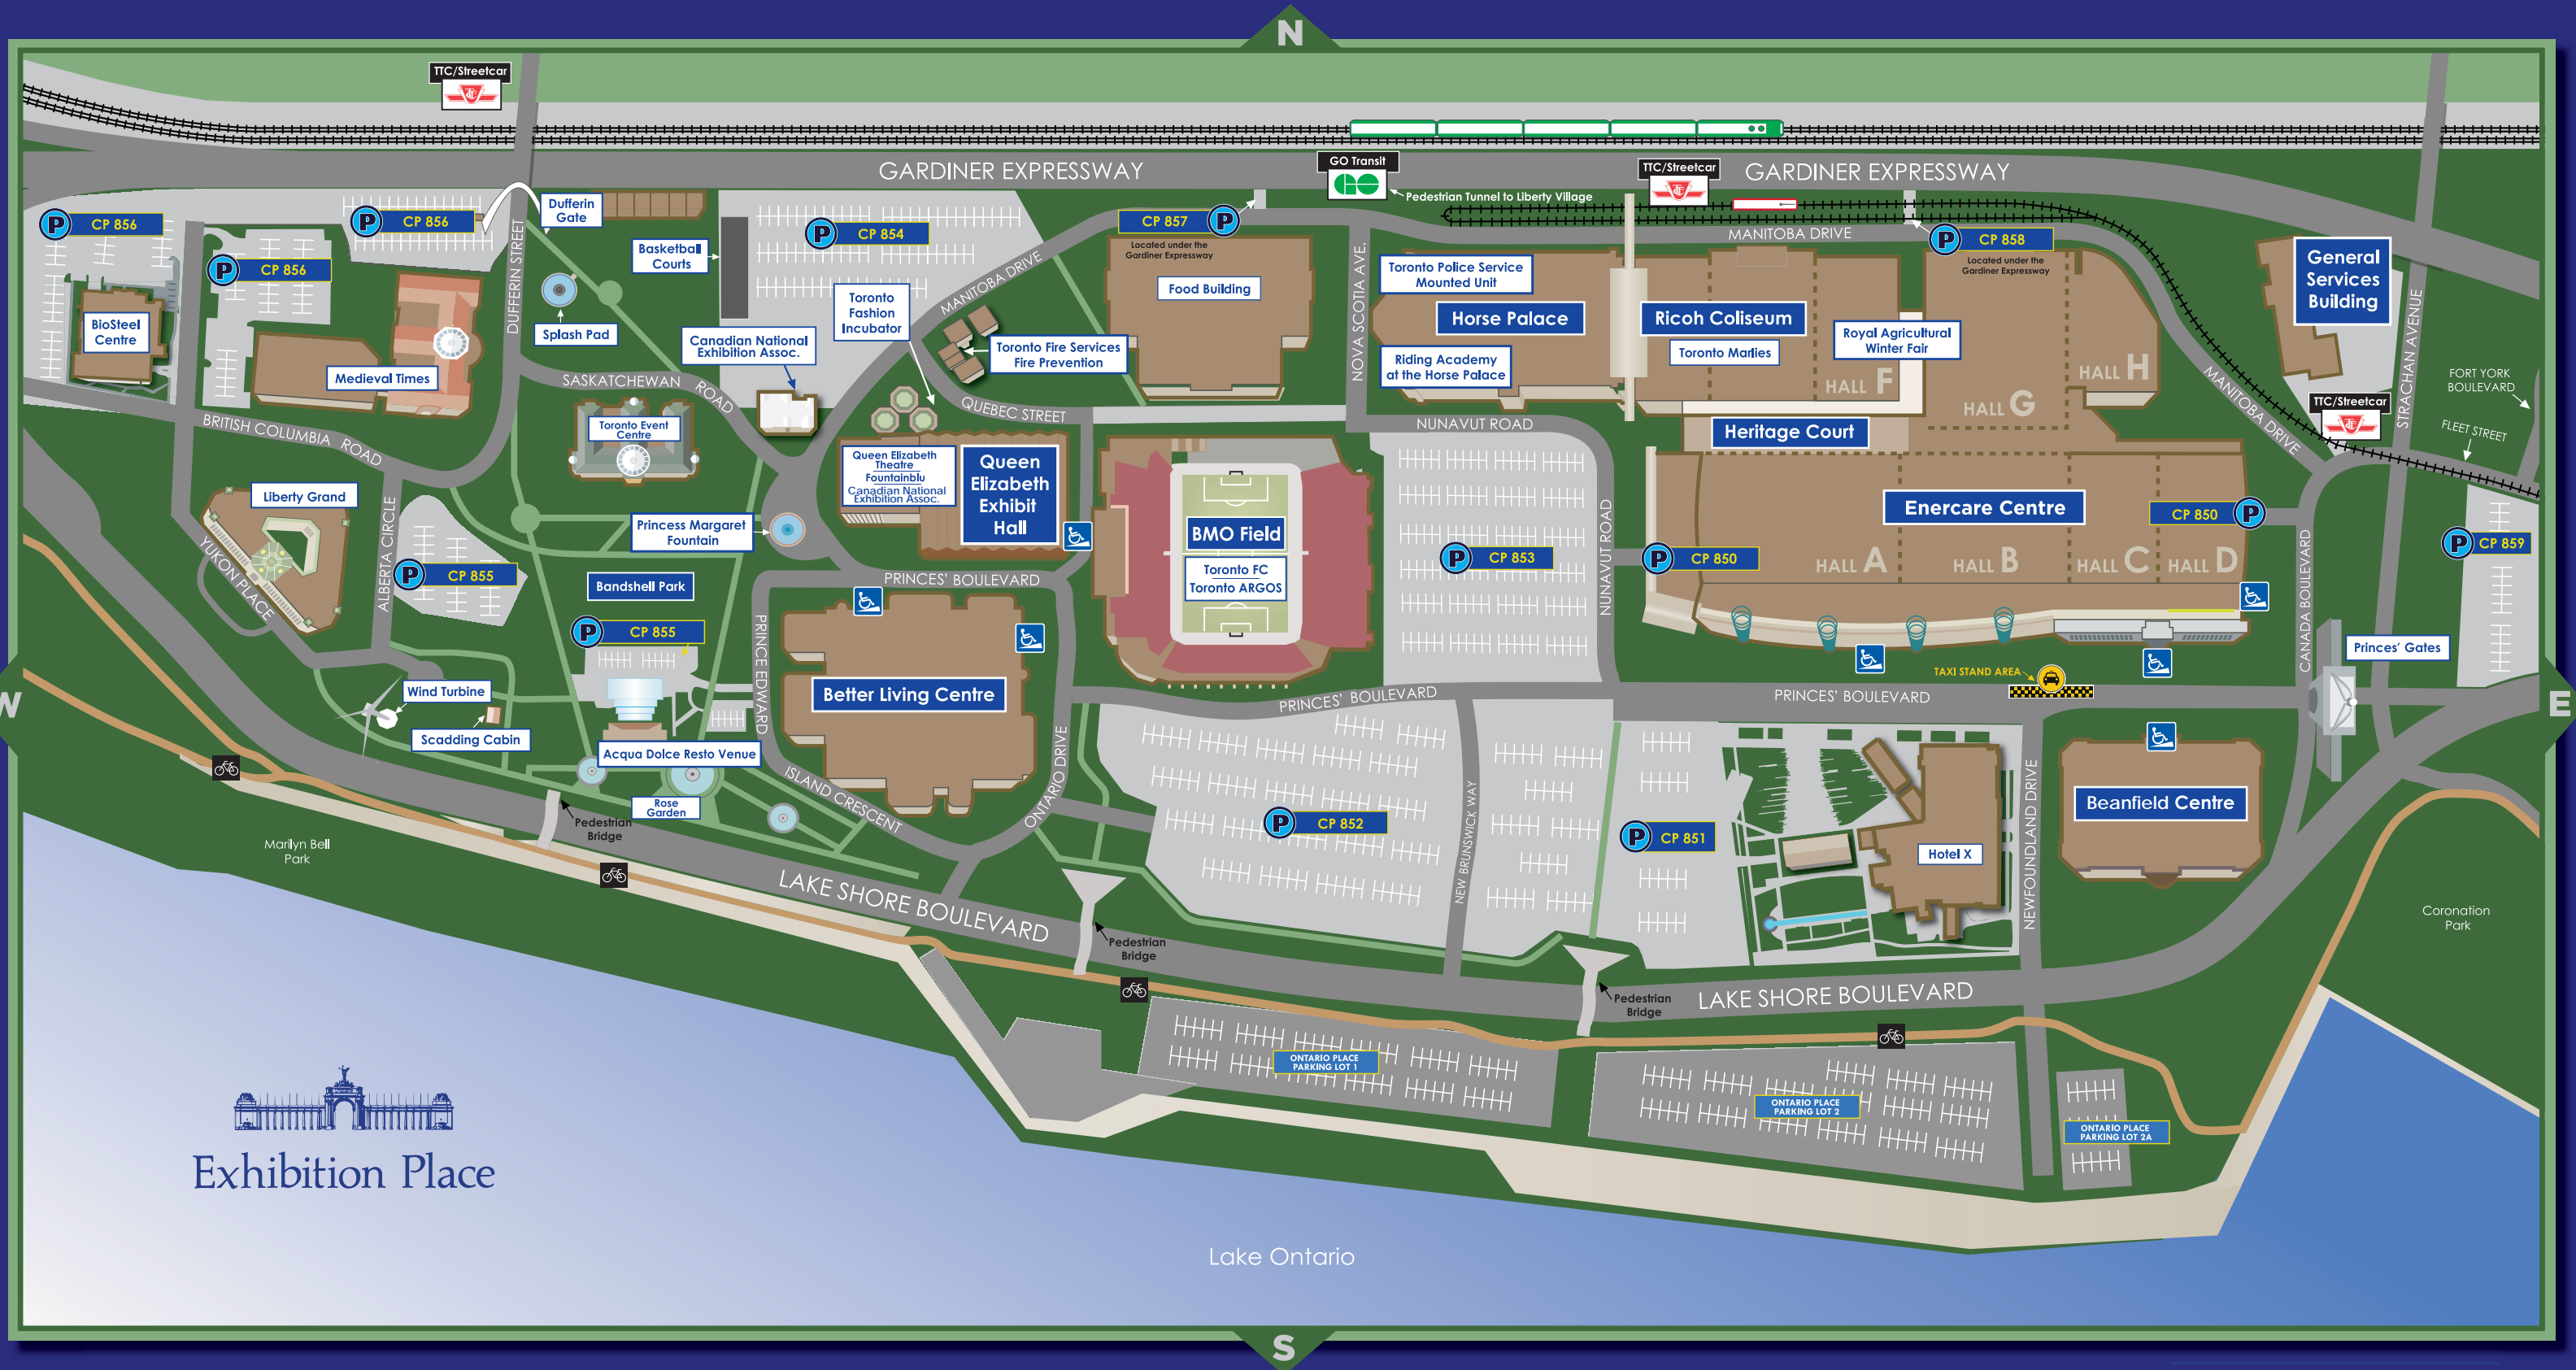 N
TTC/Streetcar
GARDINER EXPRESSWAY
GO Transit
Pedestrian Tunnel to Liberty Village
TTC/Streetcar
GARDINER EXPRESSWAY
P CP 856
P CP 856
P CP 856
Dufferin
Gate
DUFFERIN STREET
Basketball
Courts
P CP 854
CP 857 P
Located under the
Gardiner Expressway
MANITOBA DRIVE
P CP 858
Located under the
Gardiner Expressway
MANITOBA DRIVE
Food Building
NOVA SCOTIA AVE.
Toronto Police Service
Mounted Unit
Horse Palace
Riding Academy
at the Horse Palace
Ricoh Coliseum
Toronto Marlies
Royal Agricultural
Winter Fair
HALL F
HALL G
HALL H
General
Services
Building
STRACHAN AVENUE
MANITOBA DRIVE
FORT YORK
BOULEVARD
FLEET STREET
TTC/Streetcar
BioSteel
Centre
Medieval Times
Splash Pad
Toronto
Fashion
Incubator
Canadian National
Exhibition Assoc.
Toronto Fire Services
Fire Prevention
SASKATCHEWAN ROAD
QUEBEC STREET
NUNAVUT ROAD
Heritage Court
BRITISH COLUMBIA ROAD
Toronto Event
Centre
Queen Elizabeth
Theatre
Fountainblu
Canadian National
Exhibition Assoc.
Queen
Elizabeth
Exhibit
Hall
BMO Field
Toronto FC
Toronto ARGOS
P CP 853
NUNAVUT ROAD
Enercare Centre
P CP 850
CP 850 P
HALL A
HALL B
HALL C
HALL D
CANADA BOULEVARD
P CP 859
Liberty Grand
YUKON PLACE
ALBERTA CIRCLE
P CP 855
Princess Margaret
Fountain
Bandshell Park
P CP 855
PRINCES' BOULEVARD
PRINCE EDWARD
ISLAND CRESCENT
Better Living Centre
ONTARIO DRIVE
PRINCES' BOULEVARD
PRINCES' BOULEVARD
TAXI STAND AREA
Princes' Gates
W
E
Wind Turbine
Scadding Cabin
Acqua Dolce Resto Venue
Rose
Garden
Pedestrian
Bridge
P CP 852
NEW BRUNSWICK WAY
P CP 851
Hotel X
NEWFOUNDLAND DRIVE
Beanfield Centre
Marilyn Bell
Park
LAKE SHORE BOULEVARD
Pedestrian
Bridge
Pedestrian
Bridge
LAKE SHORE BOULEVARD
Coronation
Park
ONTARIO PLACE
PARKING LOT 1
ONTARIO PLACE
PARKING LOT 2
ONTARIO PLACE
PARKING LOT 2A
Exhibition Place
Lake Ontario
S